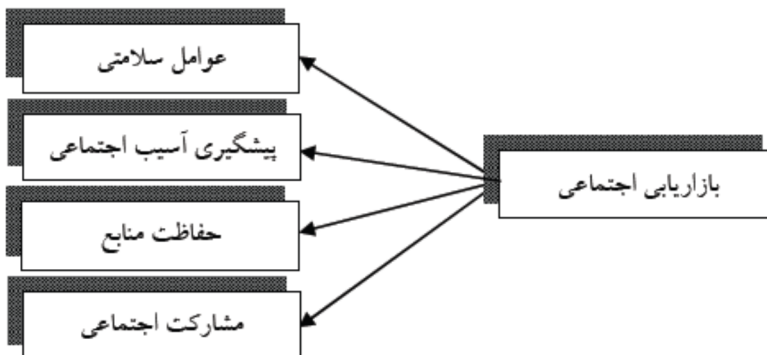 بازاریابی اجتماعی
عوامل سلامتی
پیشگیری آسیب اجتماعی
حفاظت منابع
مشارکت اجتماعی